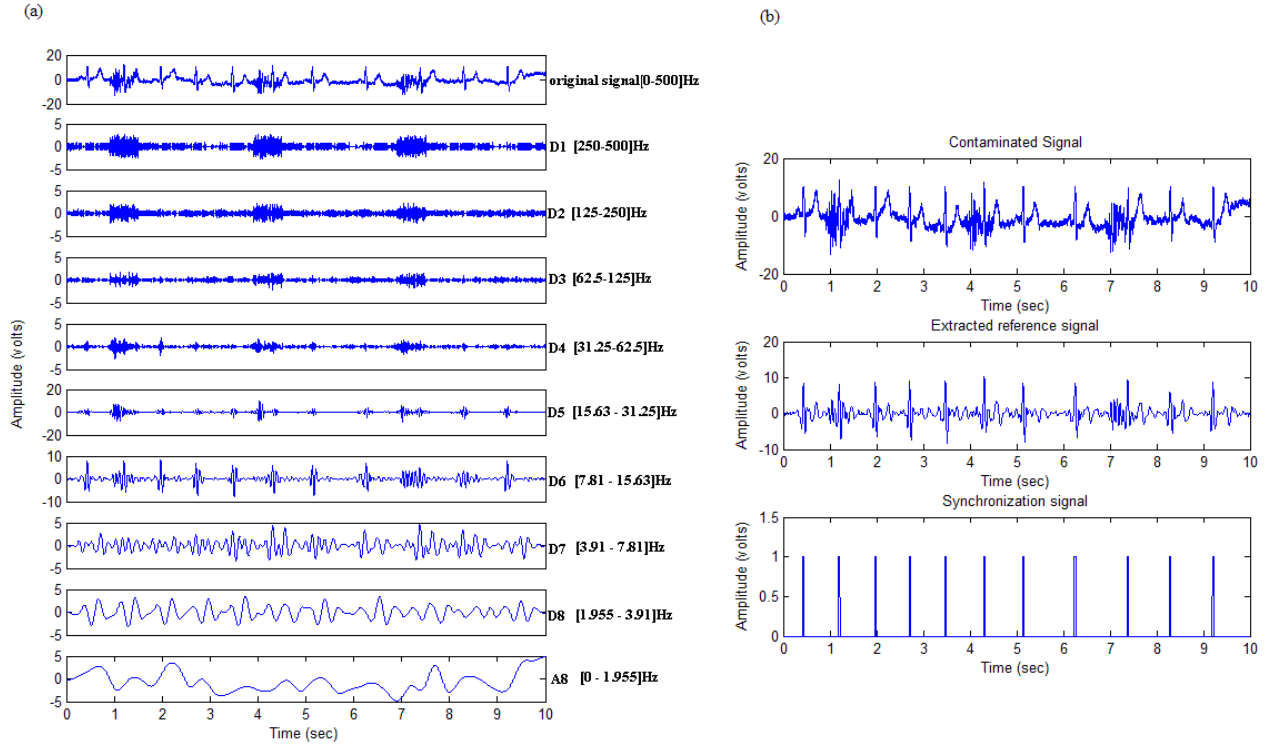 (a)
20
0
-20
original signal[0-500]Hz
5
0
-5
D1 [250-500]Hz
5
0
-5
D2 [125-250]Hz
5
0
-5
D3 [62.5-125]Hz
5
0
-5
D4 [31.25-62.5]Hz
20
0
-20
D5 [15.63 - 31.25]Hz
10
0
-10
D6 [7.81 - 15.63]Hz
5
0
-5
D7 [3.91 - 7.81]Hz
5
0
-5
D8 [1.955 - 3.91]Hz
5
0
-5
A8 [0 - 1.955]Hz
0 1 2 3 4 5 6 7 8 9 10
Time (sec)
Amplitude (volts)
(b)
Contaminated Signal
20
0
-20
Amplitude (volts)
0 1 2 3 4 5 6 7 8 9 10
Time (sec)
Extracted reference signal
20
10
0
-10
Amplitude (volts)
0 1 2 3 4 5 6 7 8 9 10
Time (sec)
Synchronization signal
1.5
1
0.5
0
Amplitude (volts)
0 1 2 3 4 5 6 7 8 9 10
Time (sec)